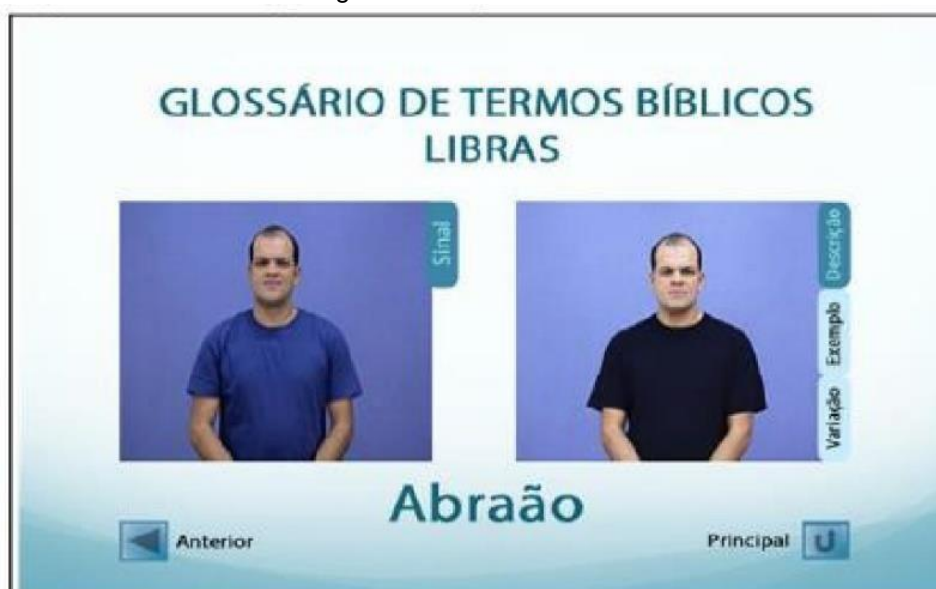 GLOSSÁRIO DE TERMOS BÍBLICOS
LIBRAS
Sinal
Descrição
Exemplo
Variação
Abraão
Anterior
Principal